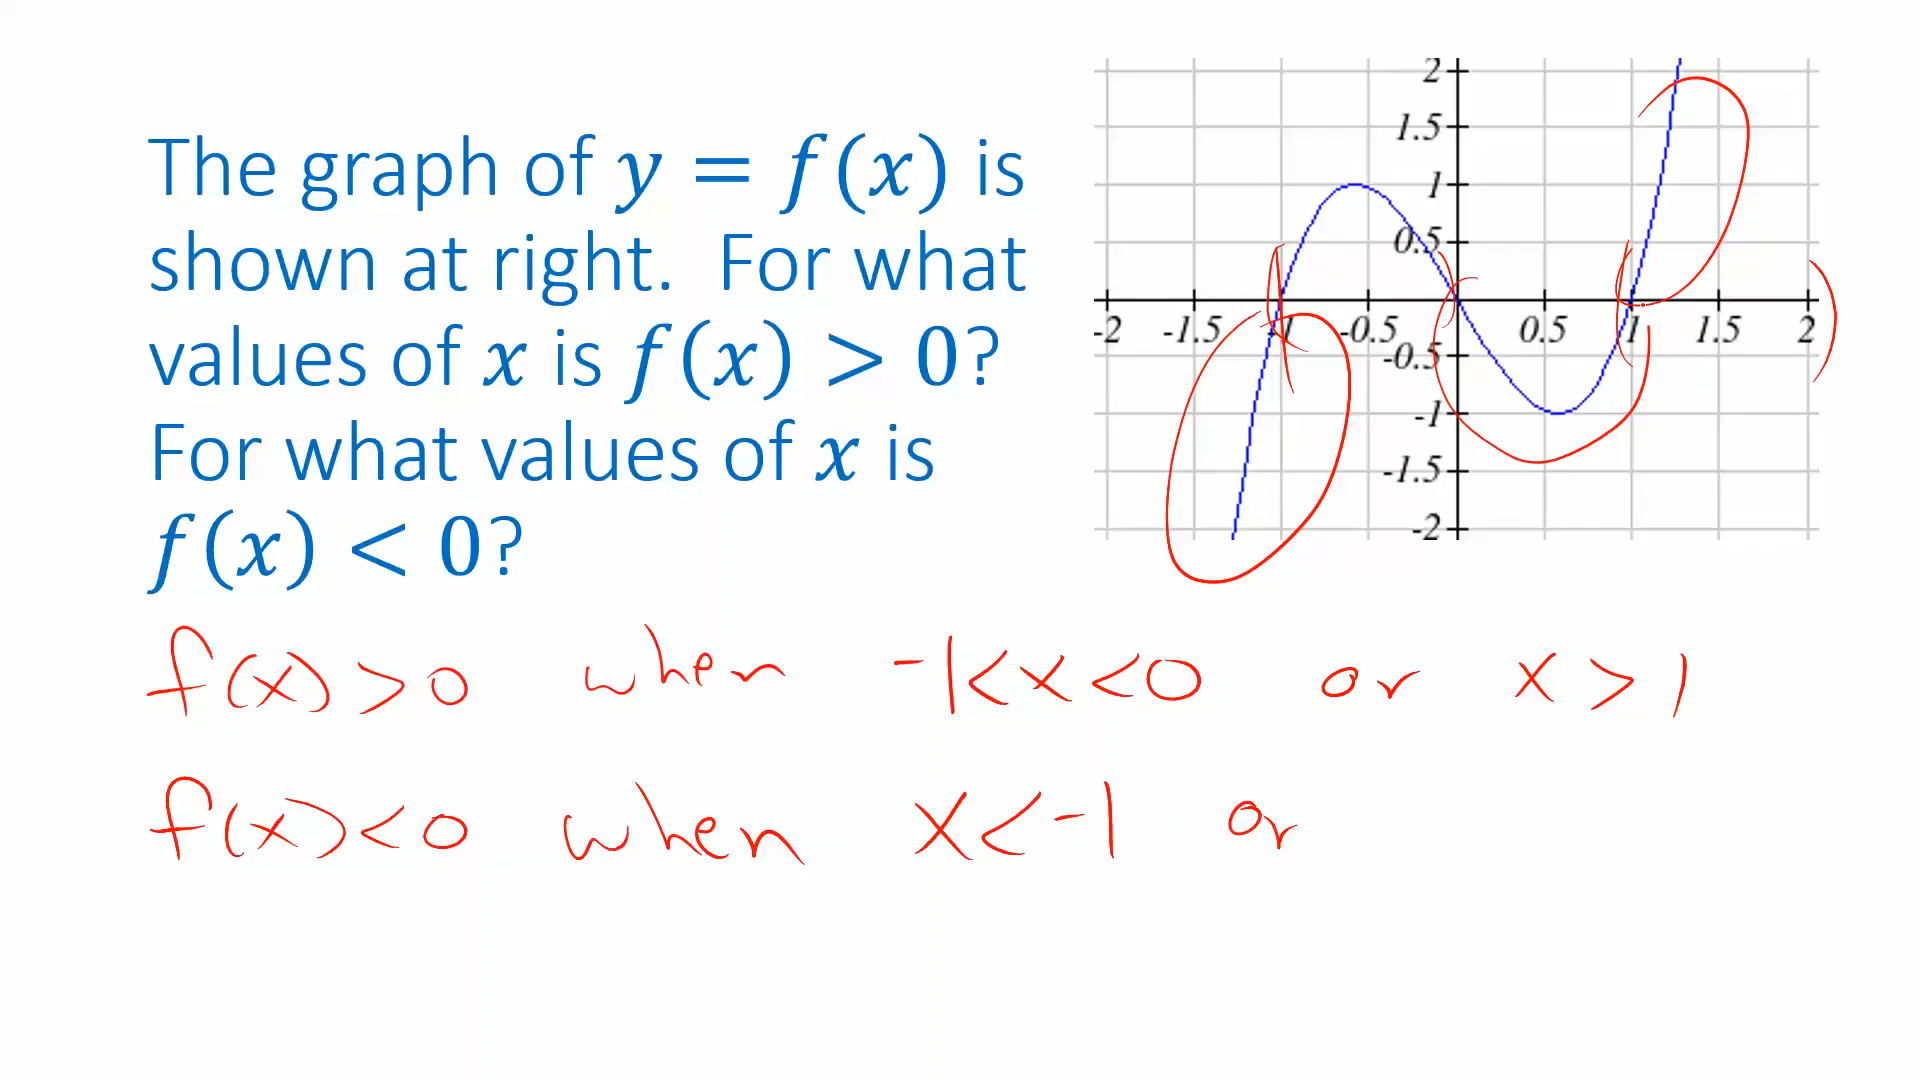 The graph of y = f(x) is
shown at right.  For what
values of x is f(x) > 0?
For what values of x is
f(x) < 0?
2
1.5
1
0.5
-2 -1.5 -1 -0.5 0.5 1 1.5 2
-0.5
-1
-1.5
-2
f(x) > 0 when -1 < x < 0 or x > 1
f(x) < 0 when x < -1 or